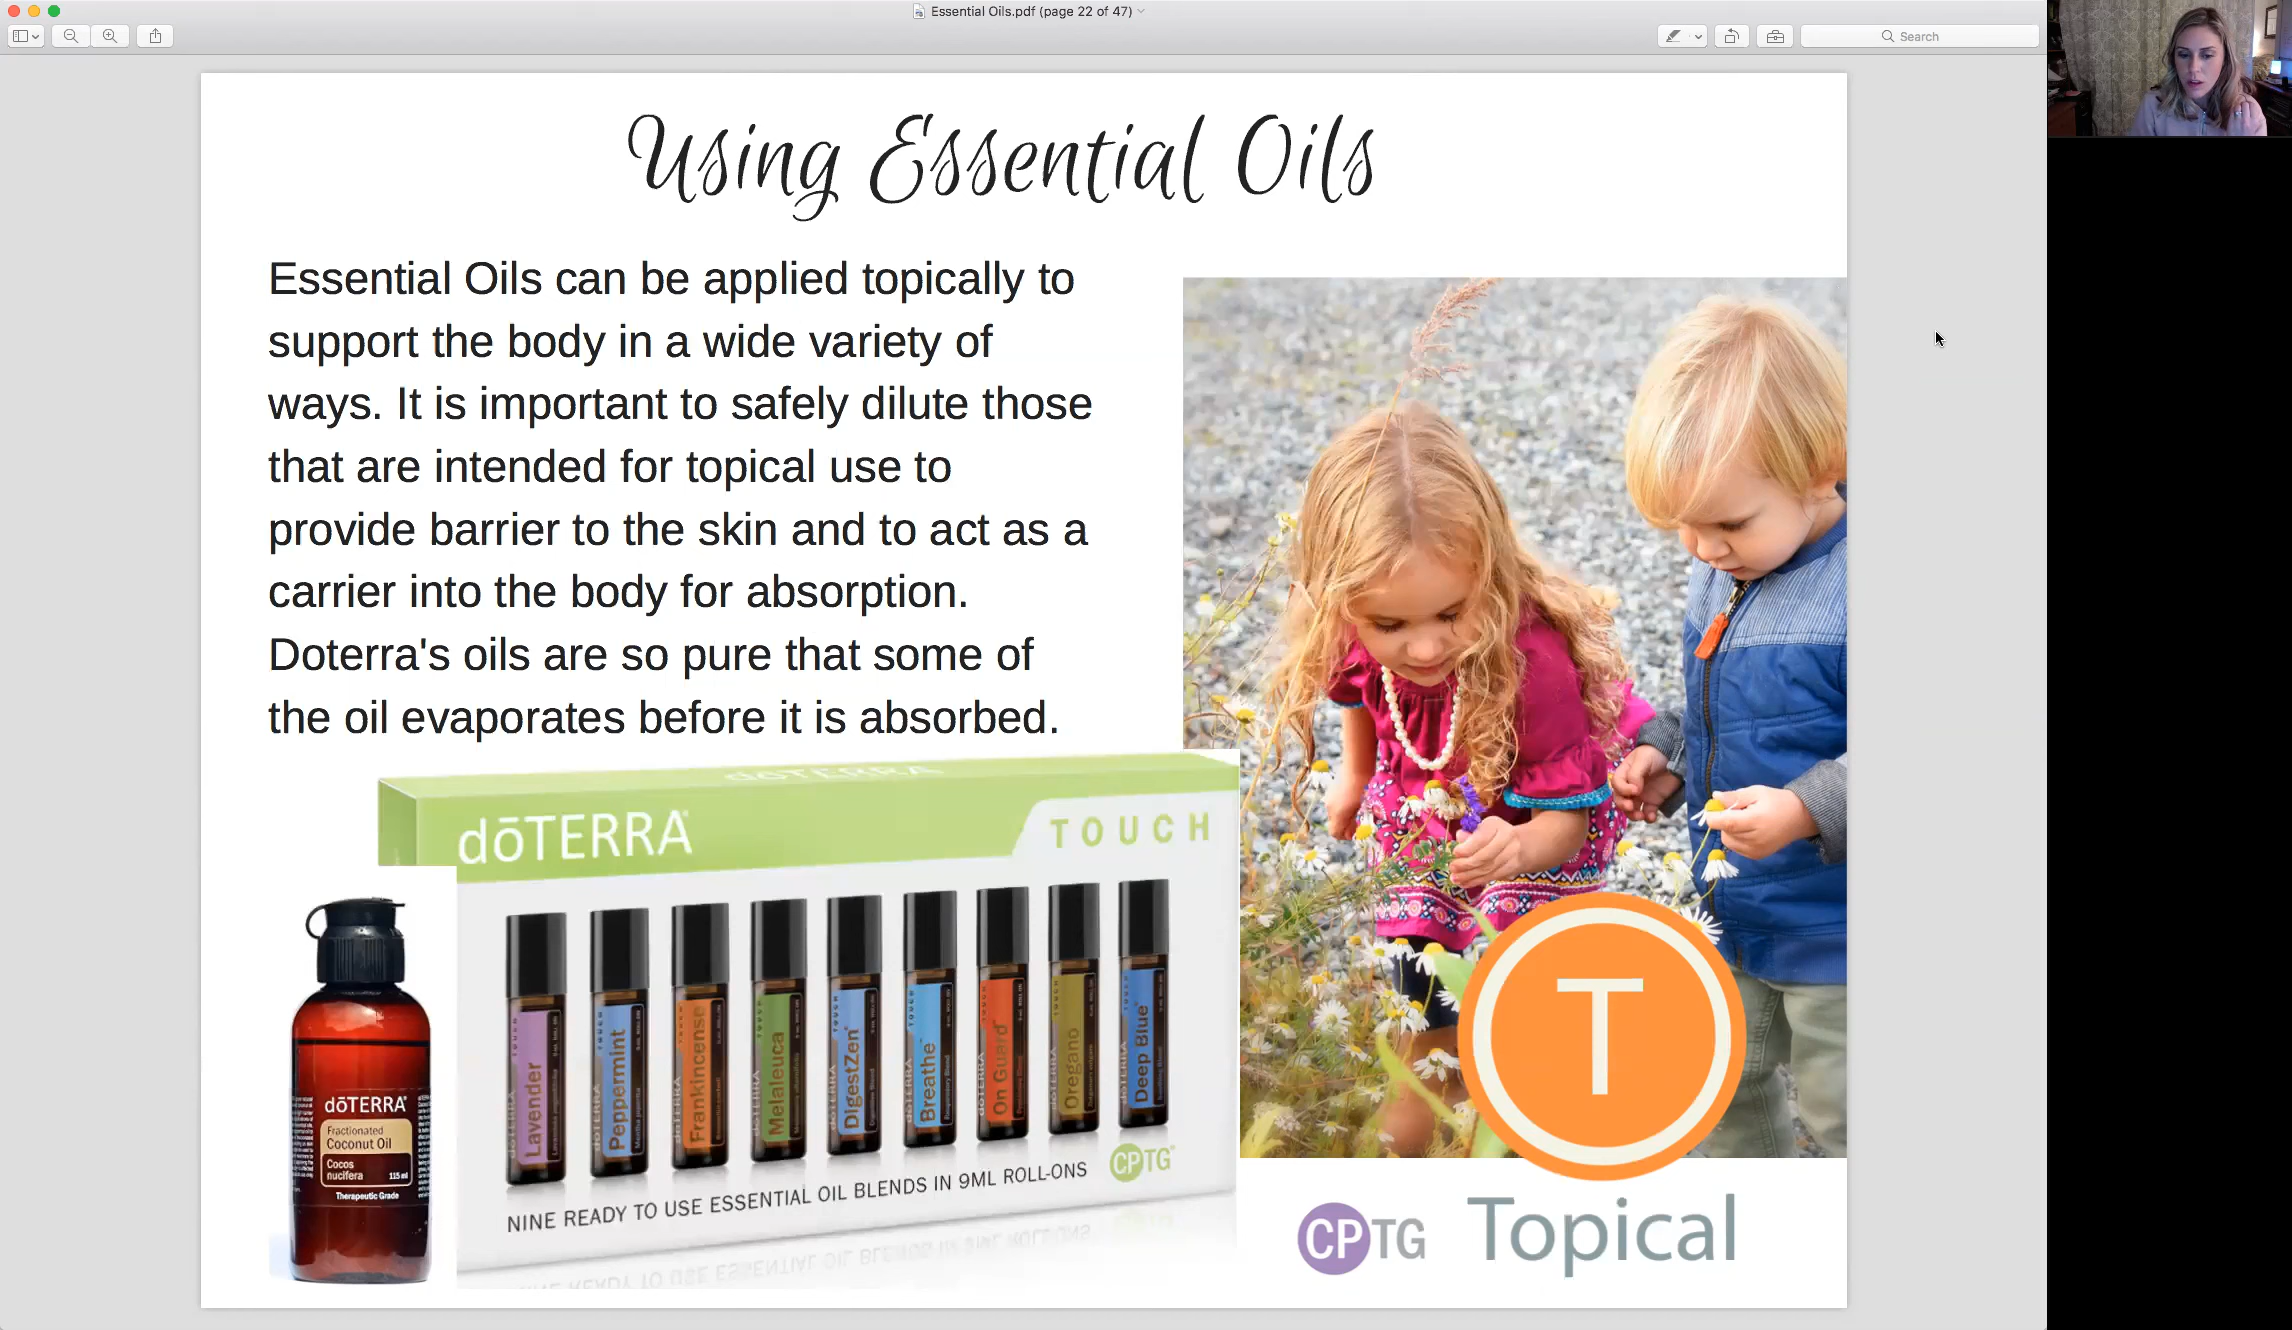 Essential Oils.pdf (page 22 of 47)
Search
Using Essential Oils
Essential Oils can be applied topically to
support the body in a wide variety of
ways. It is important to safely dilute those
that are intended for topical use to
provide barrier to the skin and to act as a
carrier into the body for absorption.
Doterra's oils are so pure that some of
the oil evaporates before it is absorbed.
dōTERRA
dōTERRA
TOUCH
Lavender
Peppermint
Frankincense
Melaleuca
DigestZen
Breathe
On Guard
Oregano
Deep Blue
NINE READY TO USE ESSENTIAL OIL BLENDS IN 9ML ROLL-ONS
CPTG
dōTERRA
Fractionated
Coconut Oil
Cocos
nucifera 115 ml
Therapeutic Grade
T
CPTG
Topical